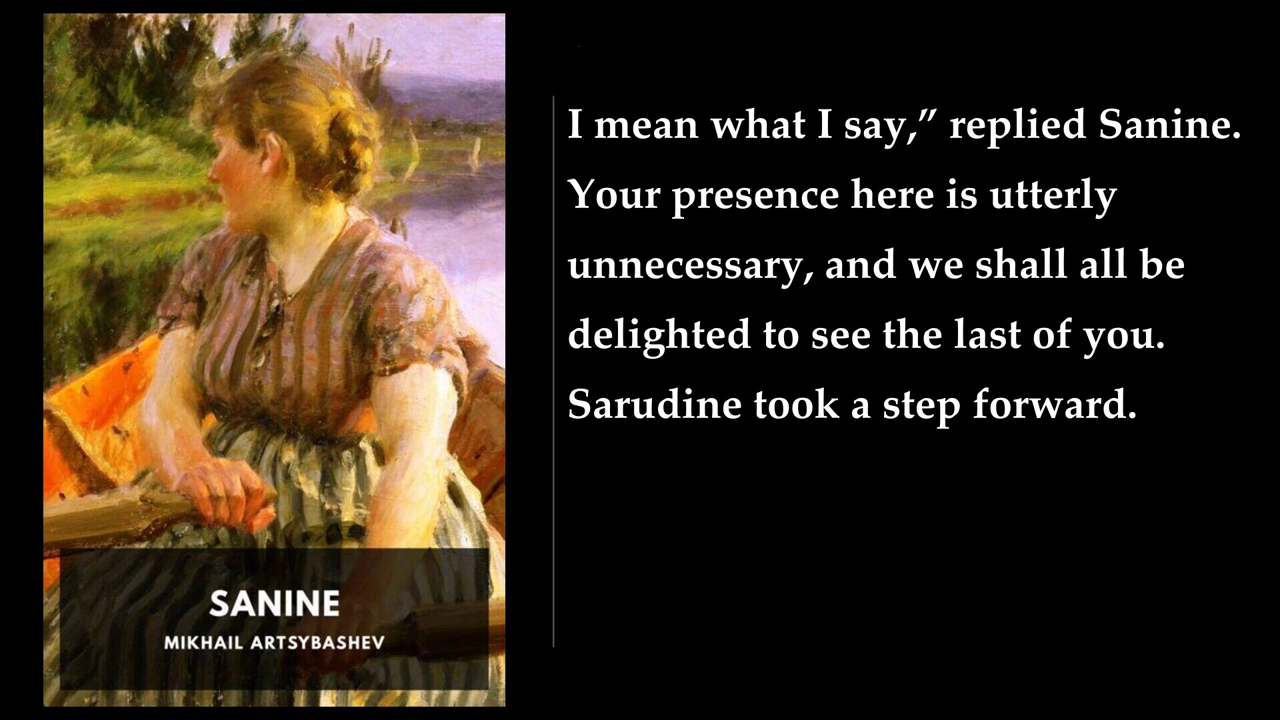 I mean what I say,” replied Sanine.
Your presence here is utterly
unnecessary, and we shall all be
delighted to see the last of you.
Sarudine took a step forward.
SANINE
MIKHAIL ARTSYBASHEV